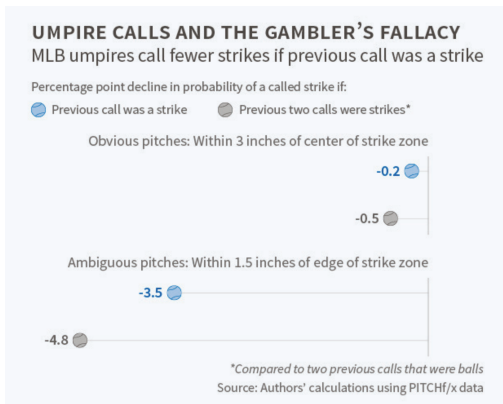 UMPIRE CALLS AND THE GAMBLER'S FALLACY
MLB umpires call fewer strikes if previous call was a strike
Percentage point decline in probability of a called strike if:
Previous call was a strike Previous two calls were strikes*
Obvious pitches: Within 3 inches of center of strike zone
-0.2
-0.5
Ambiguous pitches: Within 1.5 inches of edge of strike zone
-3.5
-4.8
*Compared to two previous calls that were balls
Source: Authors' calculations using PITCHf/x data